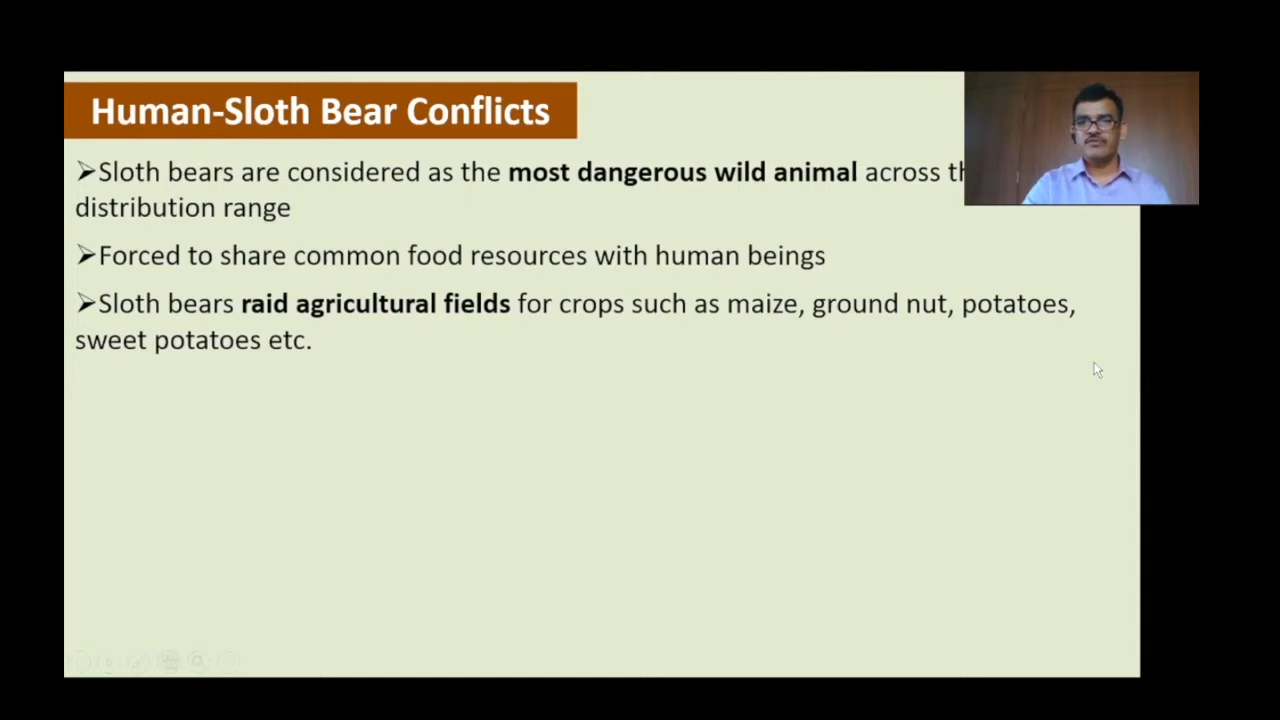 Human-Sloth Bear Conflicts
➢Sloth bears are considered as the most dangerous wild animal across
distribution range
➢Forced to share common food resources with human beings
➢Sloth bears raid agricultural fields for crops such as maize, ground nut, potatoes,
sweet potatoes etc.